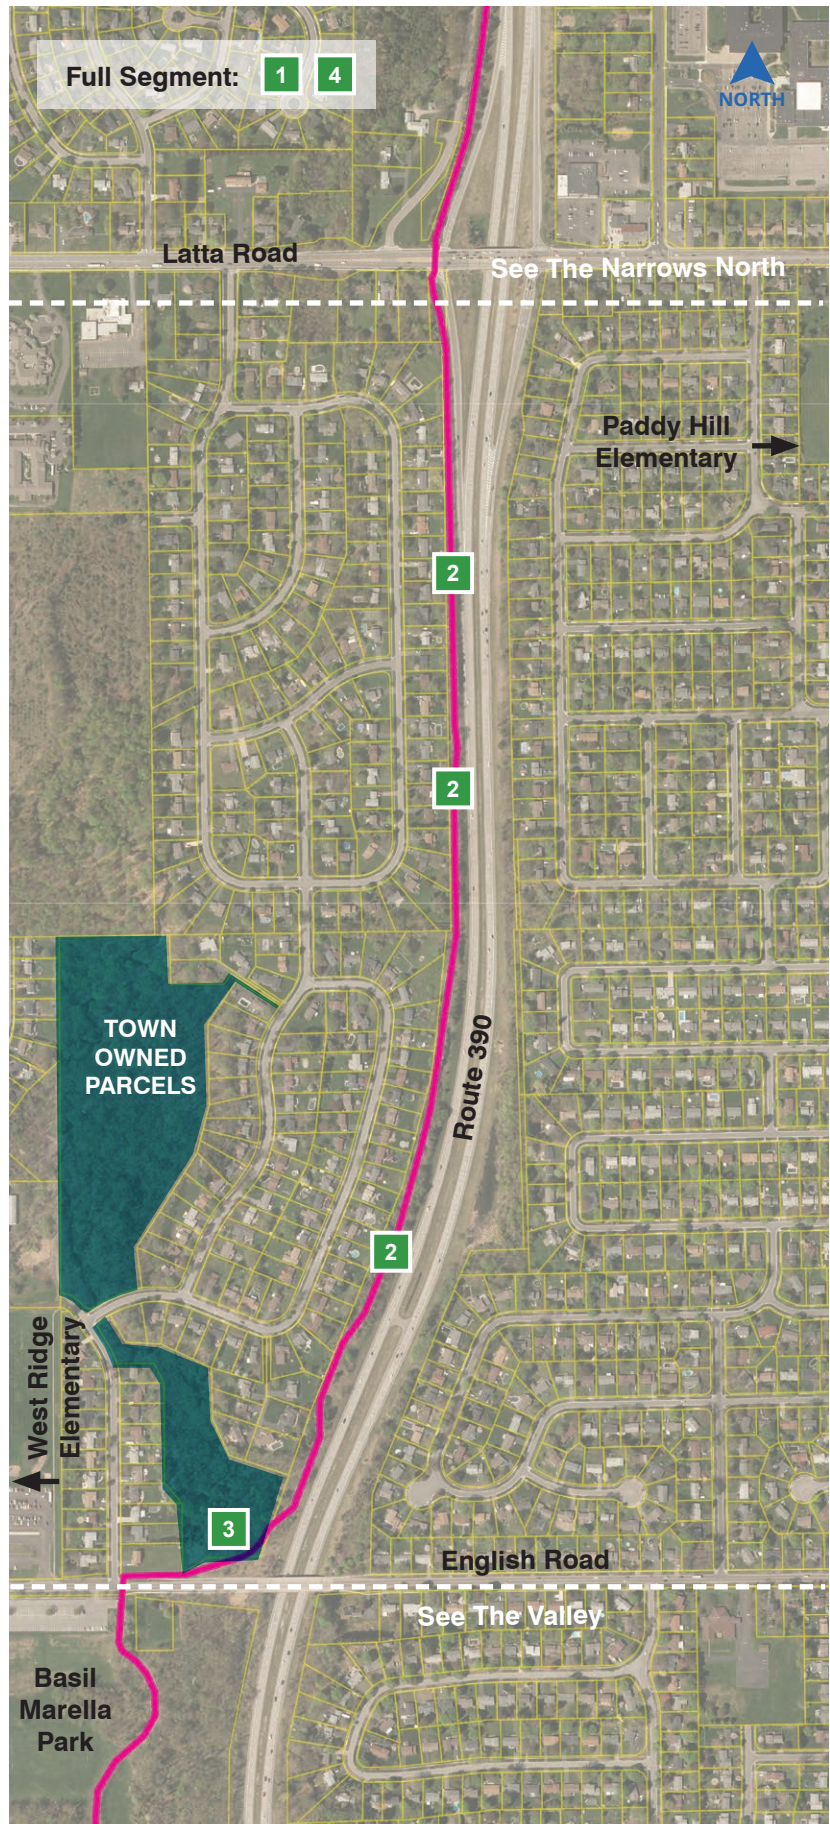 Full Segment: 1 4
NORTH
Latta Road
See The Narrows North
Paddy Hill
Elementary
2
2
TOWN
OWNED
PARCELS
Route 390
2
West Ridge
Elementary
3
English Road
See The Valley
Basil
Marella
Park